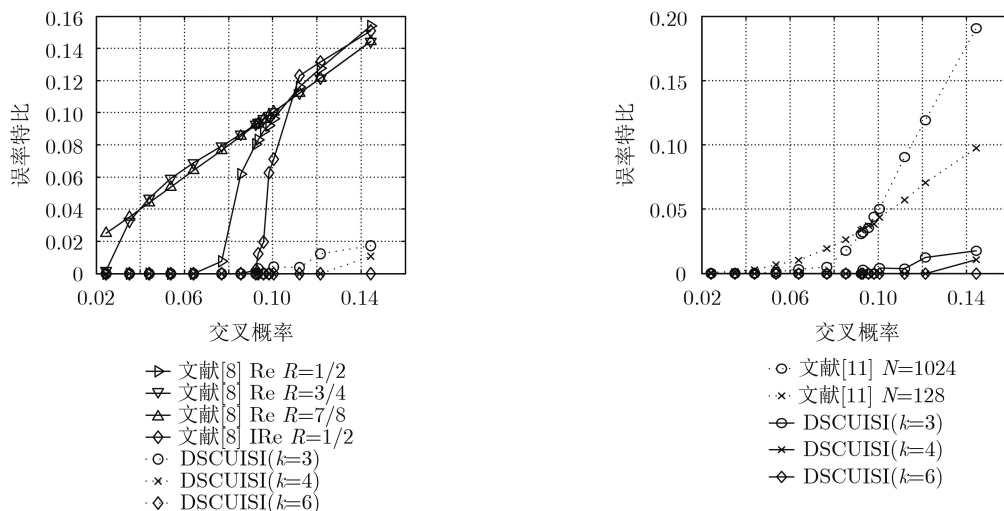 0.16
0.14
0.12
0.10
0.08
0.06
0.04
0.02
0
误率特比
0.02
0.06
0.10
0.14
交叉概率
文献[8] Re R=1/2
文献[8] Re R=3/4
文献[8] Re R=7/8
文献[8] IRe R=1/2
DSCUISI(k=3)
DSCUISI(k=4)
DSCUISI(k=6)
0.20
0.15
0.10
0.05
0
误率特比
0.02
0.06
0.10
0.14
交叉概率
文献[11] N=1024
文献[11] N=128
DSCUISI(k=3)
DSCUISI(k=4)
DSCUISI(k=6)